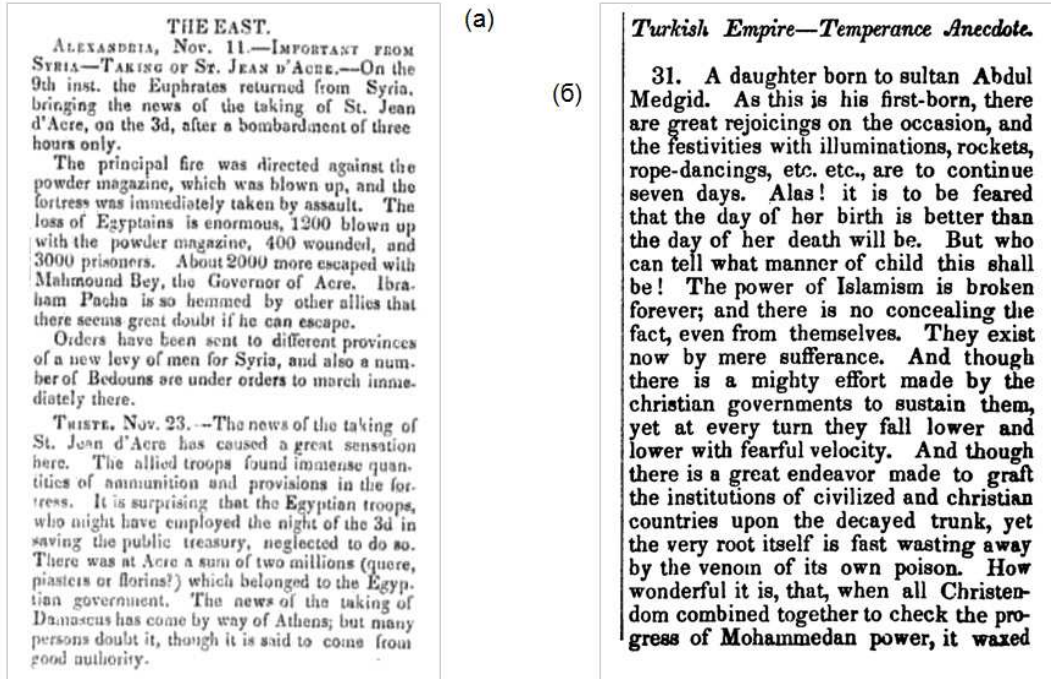 THE EAST.
ALEXANDRIA, Nov. 11.—IMPORTANT FROM
SYRIA—TAKING OF ST. JEAN D'ACRE.—On the
9th inst. the Euphrates returned from Syria,
bringing the news of the taking of St. Jean
d'Acre, on the 3d, after a bombardment of three
hours only.
The principal fire was directed against the
powder magazine, which was blown up, and the
fortress was immediately taken by assault. The
loss of Egyptains is enormous, 1200 blown up
with the powder magazine, 400 wounded, and
3000 prisoners. About 2000 more escaped with
Mahmound Bey, the Governor of Acre. Ibra-
ham Pacha is so hemmed by other allies that
there seems great doubt if he can escape.
Orders have been sent to different provinces
of a new levy of men for Syria, and also a num-
ber of Bedouns are under orders to march imme-
diately there.
TRISTE, Nov. 23.—The news of the taking of
St. Jean d'Acre has caused a great sensation
here. The allied troops found immense quan-
tities of ammunition and provisions in the for-
tress. It is surprising that the Egyptian troops,
who might have employed the night of the 3d in
saving the public treasury, neglected to do so.
There was at Acre a sum of two millions (quere,
piasters or florins?) which belonged to the Egyp-
tian government. The news of the taking of
Damascus has come by way of Athens; but many
persons doubt it, though it is said to come from
good authority.
(а)
(б)
Turkish Empire—Temperance Anecdote.
31. A daughter born to sultan Abdul
Medgid. As this is his first-born, there
are great rejoicings on the occasion, and
the festivities with illuminations, rockets,
rope-dancings, etc. etc., are to continue
seven days. Alas! it is to be feared
that the day of her birth is better than
the day of her death will be. But who
can tell what manner of child this shall
be! The power of Islamism is broken
forever; and there is no concealing the
fact, even from themselves. They exist
now by mere sufferance. And though
there is a mighty effort made by the
christian governments to sustain them,
yet at every turn they fall lower and
lower with fearful velocity. And though
there is a great endeavor made to graft
the institutions of civilized and christian
countries upon the decayed trunk, yet
the very root itself is fast wasting away
by the venom of its own poison. How
wonderful it is, that, when all Christen-
dom combined together to check the pro-
gress of Mohammedan power, it waxed